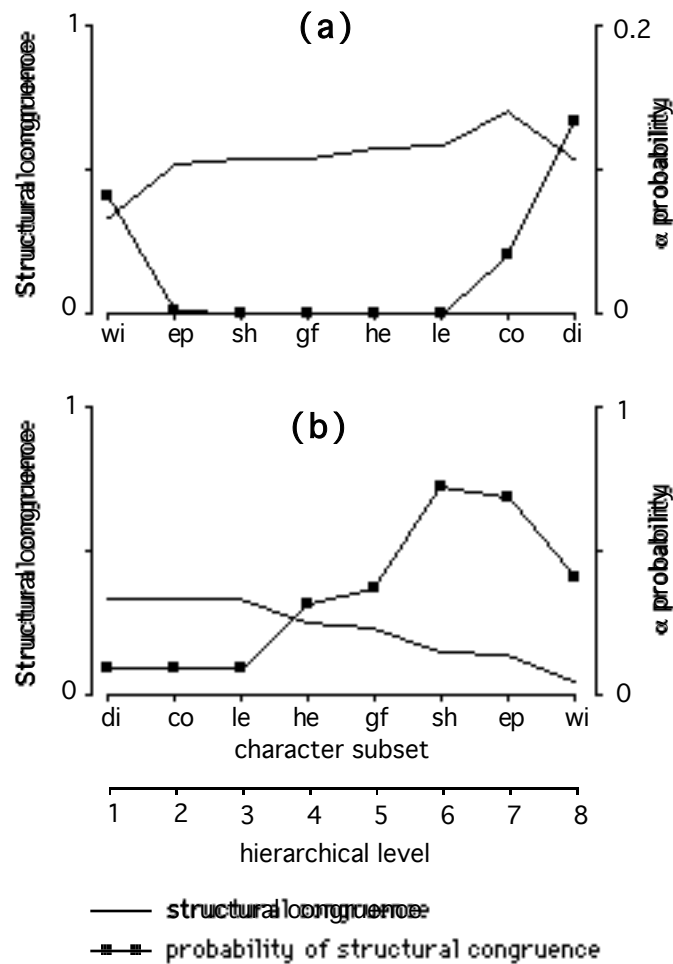 (a)
1
0.2
Structural congruence
α probability
0
0
wi ep sh gf he le co di
(b)
1
1
Structural congruence
α probability
0
0
di co le he gf sh ep wi
character subset
1 2 3 4 5 6 7 8
hierarchical level
structural congruence
probability of structural congruence